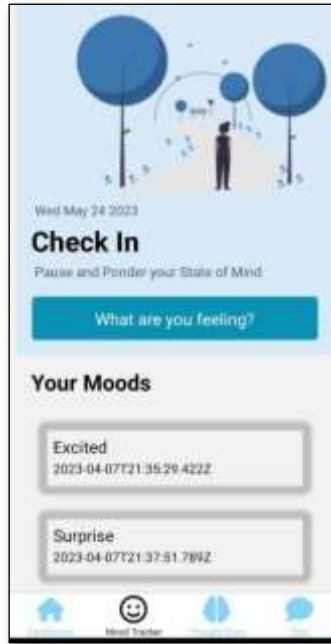 Wed May 24 2023
Check In
Pause and Ponder your State of Mind
What are you feeling?
Your Moods
Excited
2023-04-07T21:35:29.422Z
Surprise
2023-04-07T21:37:51.789Z
Mood Tracker